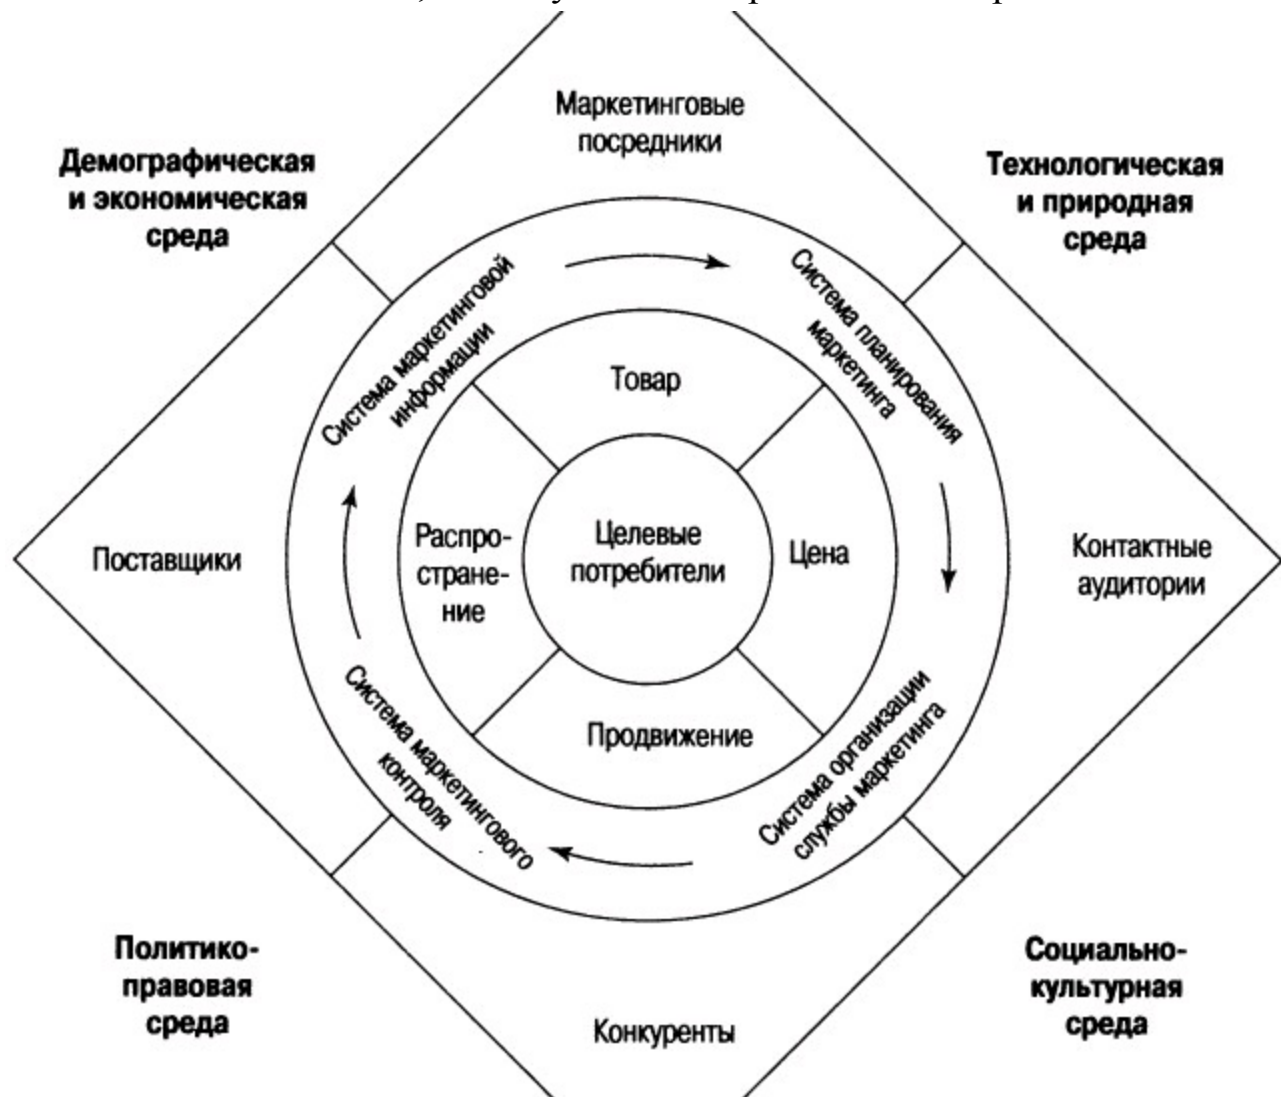 Маркетинговые
посредники
Демографическая
и экономическая
среда
Технологическая
и природная
среда
Система маркетинговой
информации
Система планирования
маркетинга
Товар
Поставщики
Распро-
стране-
ние
Целевые
потребители
Цена
Контактные
аудитории
Продвижение
Система маркетингового
контроля
Система организации
службы маркетинга
Политико-
правовая
среда
Социально-
культурная
среда
Конкуренты